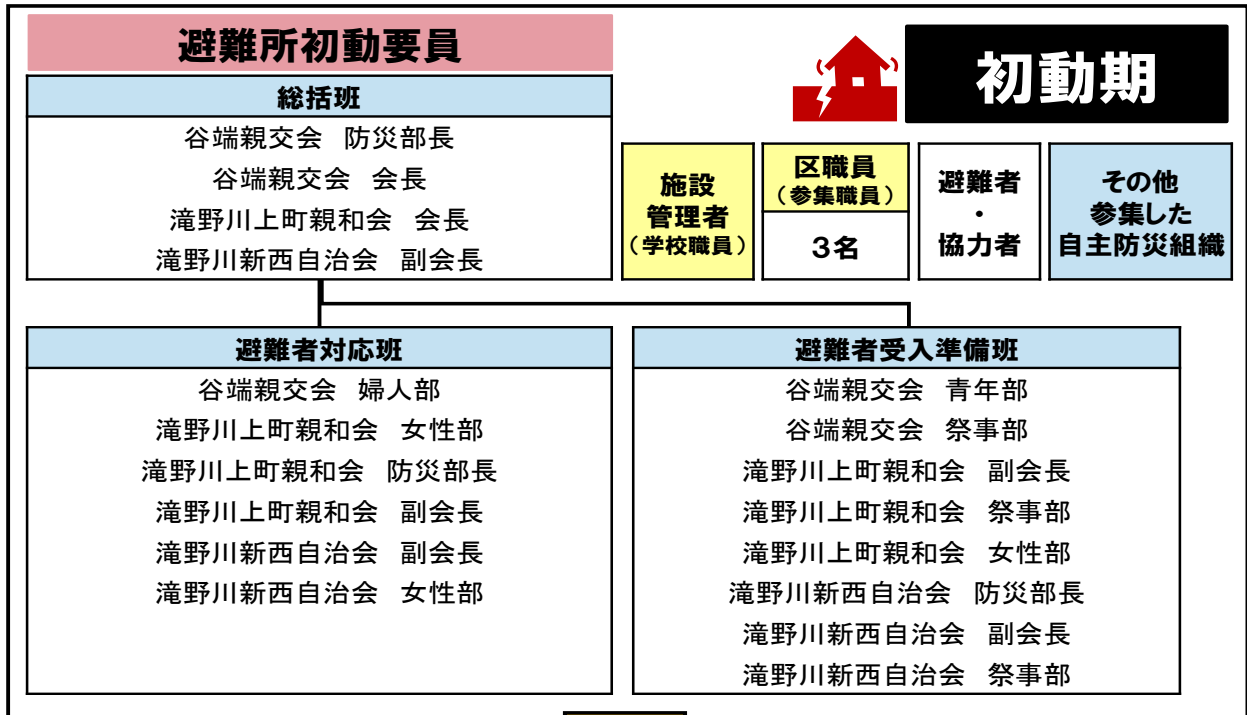 避難所初動要員
初動期
総括班
谷端親交会　防災部長
谷端親交会　会長
滝野川上町親和会　会長
滝野川新西自治会　副会長
施設
管理者
（学校職員）
区職員
（参集職員）
3名
避難者
・
協力者
その他
参集した
自主防災組織
避難者対応班
谷端親交会　婦人部
滝野川上町親和会　女性部
滝野川上町親和会　防災部長
滝野川上町親和会　副会長
滝野川新西自治会　副会長
滝野川新西自治会　女性部
避難者受入準備班
谷端親交会　青年部
谷端親交会　祭事部
滝野川上町親和会　副会長
滝野川上町親和会　祭事部
滝野川上町親和会　女性部
滝野川新西自治会　防災部長
滝野川新西自治会　副会長
滝野川新西自治会　祭事部